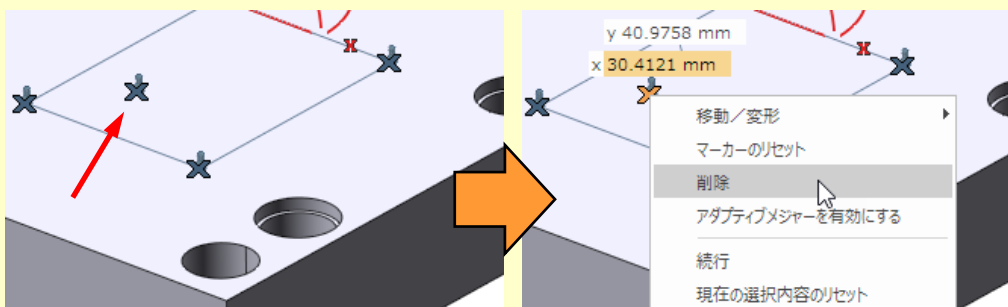 y 40.9758 mm
x 30.4121 mm
移動／変形
マーカーのリセット
削除
アダプティブメジャーを有効にする
続行
現在の選択内容のリセット